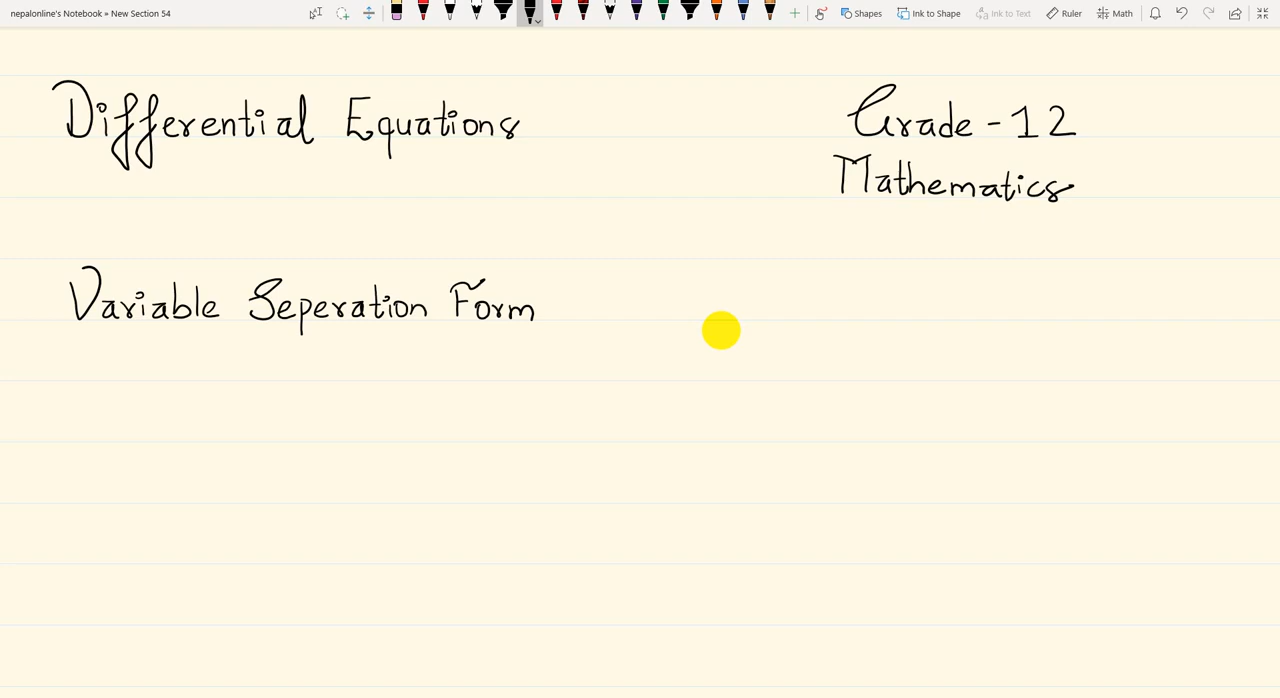 nepalonline's Notebook » New Section 54
Shapes
Ink to Shape
Ink to Text
Ruler
Math
Differential Equations
Grade - 12
Mathematics
Variable Seperation Form